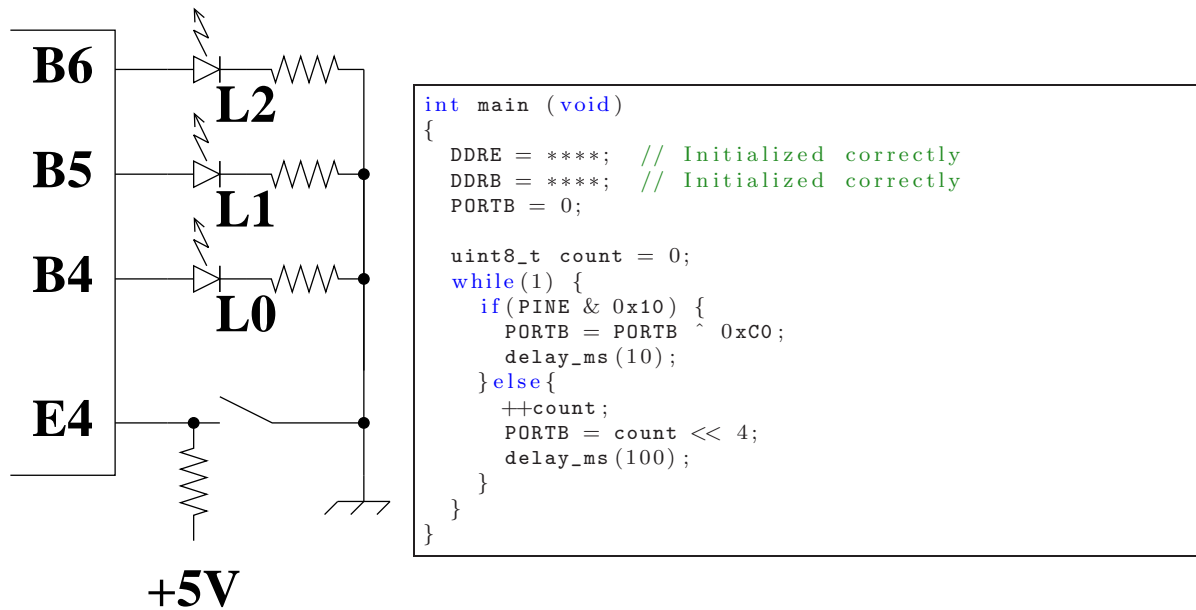 B6
L2
B5
L1
B4
L0
E4
+5V
int main (void)
{
DDRE = ****; // Initialized correctly
DDRB = ****; // Initialized correctly
PORTB = 0;
uint8_t count = 0;
while(1) {
if(PINE & 0x10) {
PORTB = PORTB ^ 0xC0;
delay_ms(10);
}else{
++count;
PORTB = count << 4;
delay_ms(100);
}
}
}